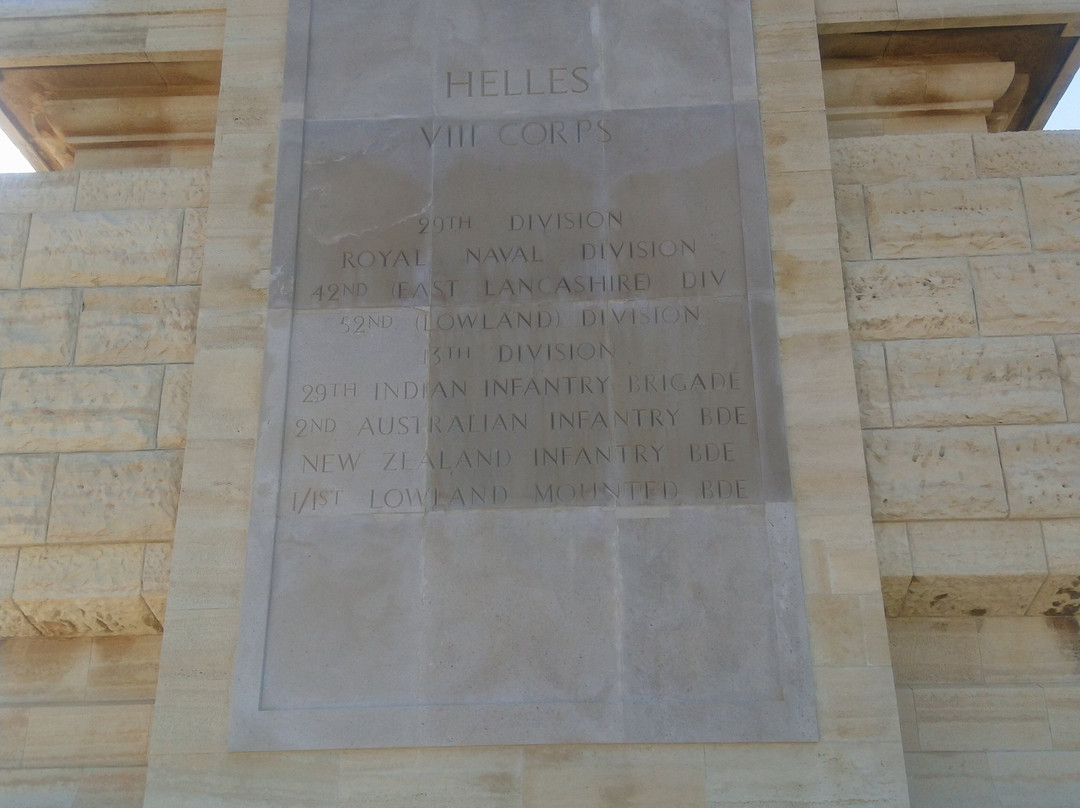 HELLES
VIII CORPS
29TH DIVISION
ROYAL NAVAL DIVISION
42ND (EAST LANCASHIRE) DIV
52ND (LOWLAND) DIVISION
13TH DIVISION
29TH INDIAN INFANTRY BRIGADE
2ND AUSTRALIAN INFANTRY BDE
NEW ZEALAND INFANTRY BDE
1/1ST LOWLAND MOUNTED BDE